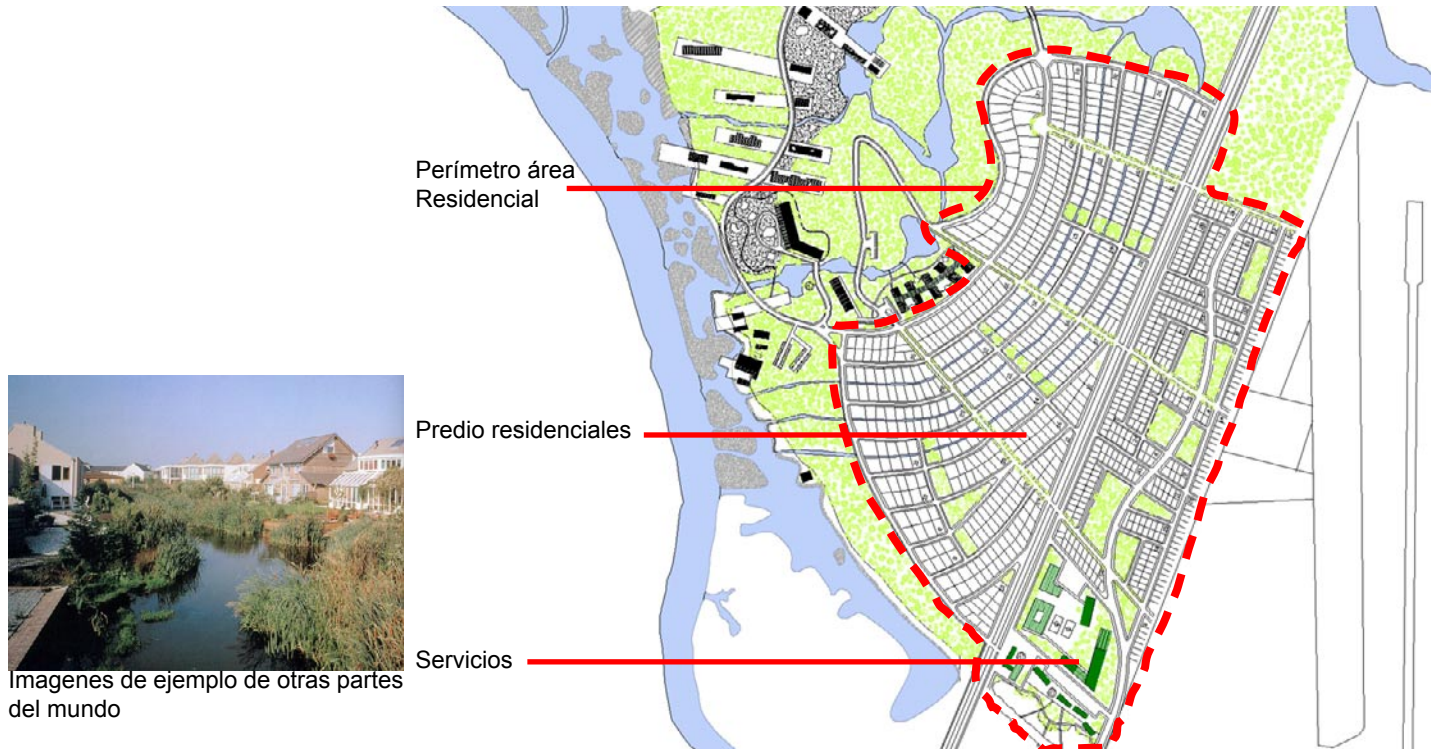 Perímetro área
Residencial
Predio residenciales
Servicios
Imagenes de ejemplo de otras partes
del mundo